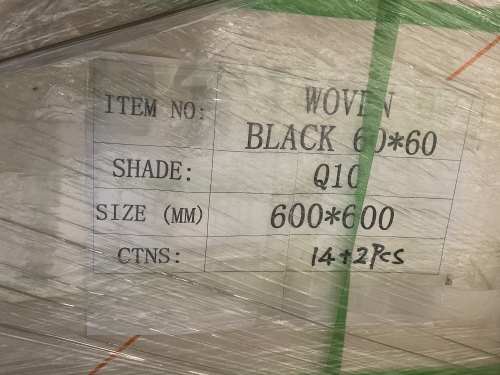 ITEM NO: WOVEN
BLACK 60*60
SHADE: Q10
SIZE (MM) 600*600
CTNS: 14+2Pcs